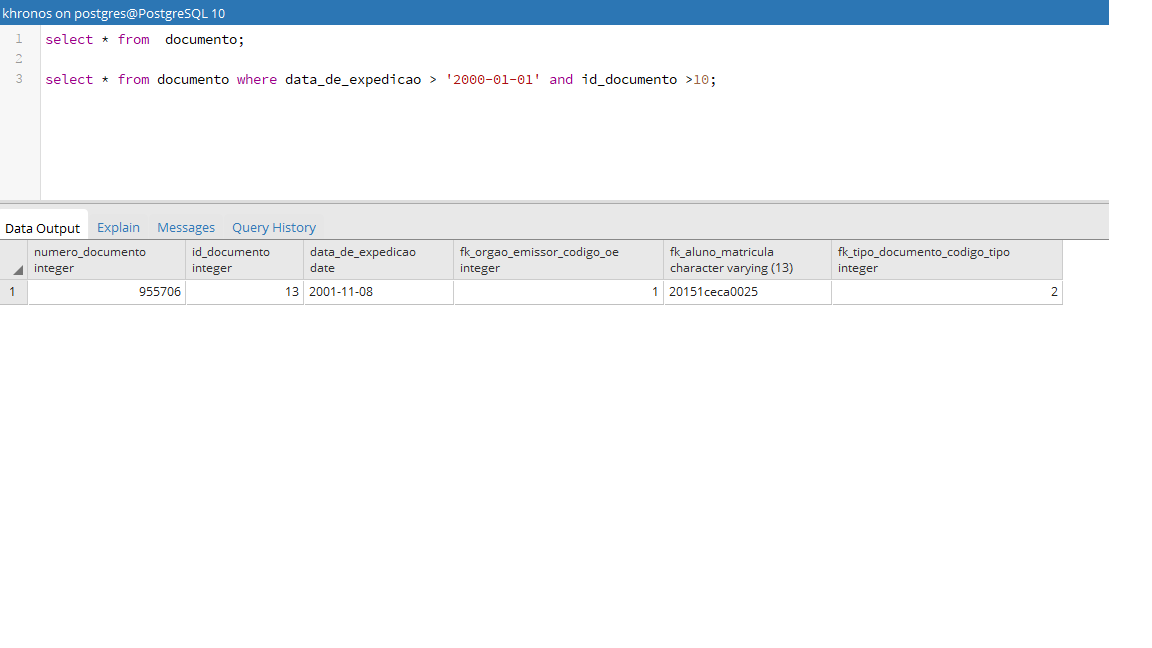 khronos on postgres@PostgreSQL 10
1 select * from  documento;
2
3 select * from documento where data_de_expedicao > '2000-01-01' and id_documento >10;
Data Output Explain Messages Query History
numero_documento id_documento data_de_expedicao fk_orgao_emissor_codigo_oe fk_aluno_matricula fk_tipo_documento_codigo_tipo
integer integer date integer character varying (13) integer
1 955706 13 2001-11-08 1 20151ceca0025 2